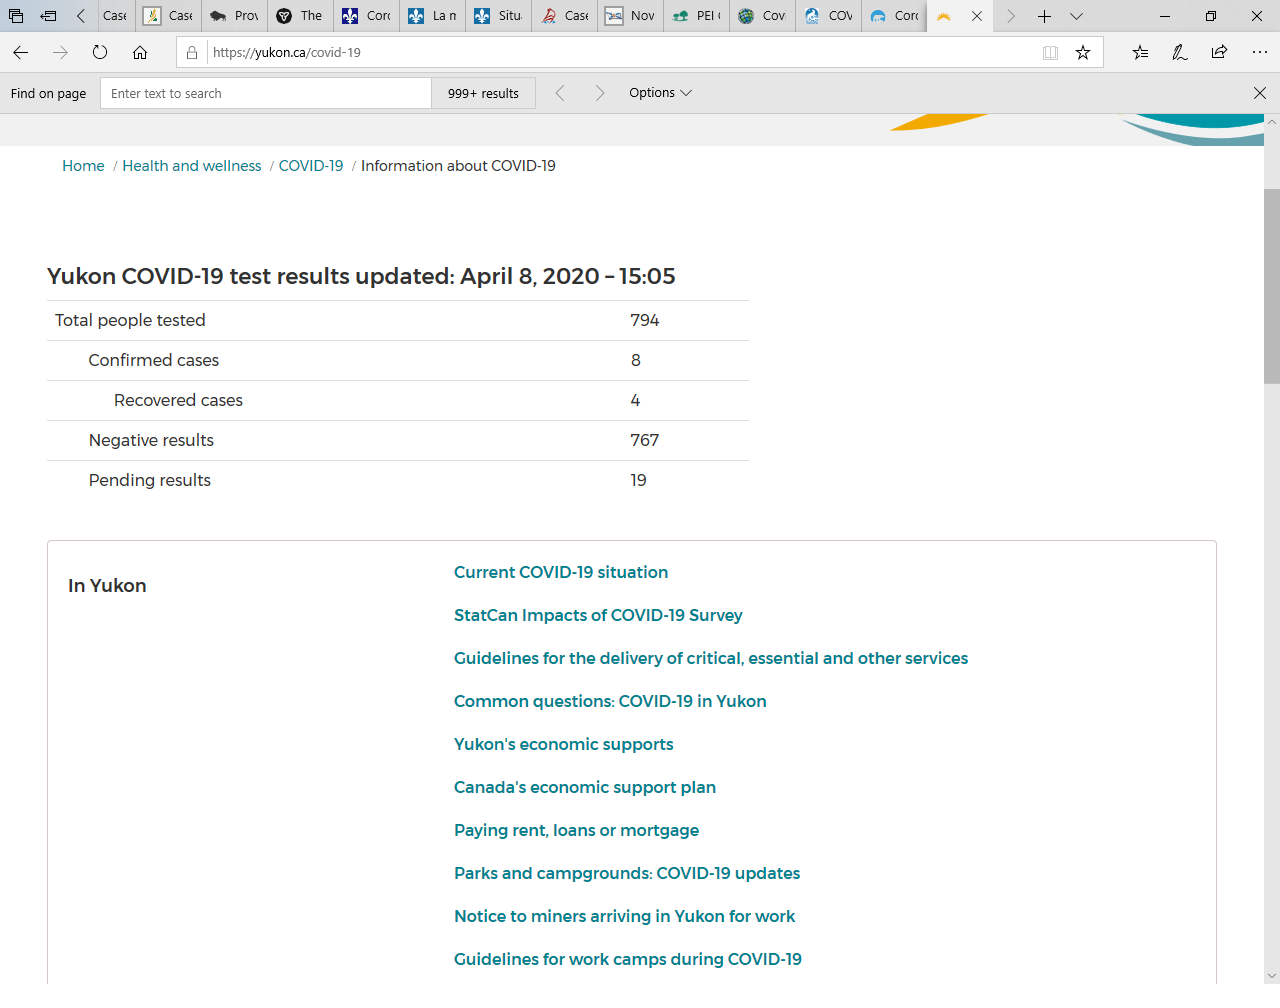 Case
Case
Prov
The
Coro
La m
Situ
Case
Nov
PEI
Covi
COV
Coro
https://yukon.ca/covid-19
Find on page
Enter text to search
999+ results
Options
Home / Health and wellness / COVID-19 / Information about COVID-19
Yukon COVID-19 test results updated: April 8, 2020 – 15:05
Total people tested 794
Confirmed cases 8
Recovered cases 4
Negative results 767
Pending results 19
In Yukon
Current COVID-19 situation
StatCan Impacts of COVID-19 Survey
Guidelines for the delivery of critical, essential and other services
Common questions: COVID-19 in Yukon
Yukon's economic supports
Canada's economic support plan
Paying rent, loans or mortgage
Parks and campgrounds: COVID-19 updates
Notice to miners arriving in Yukon for work
Guidelines for work camps during COVID-19